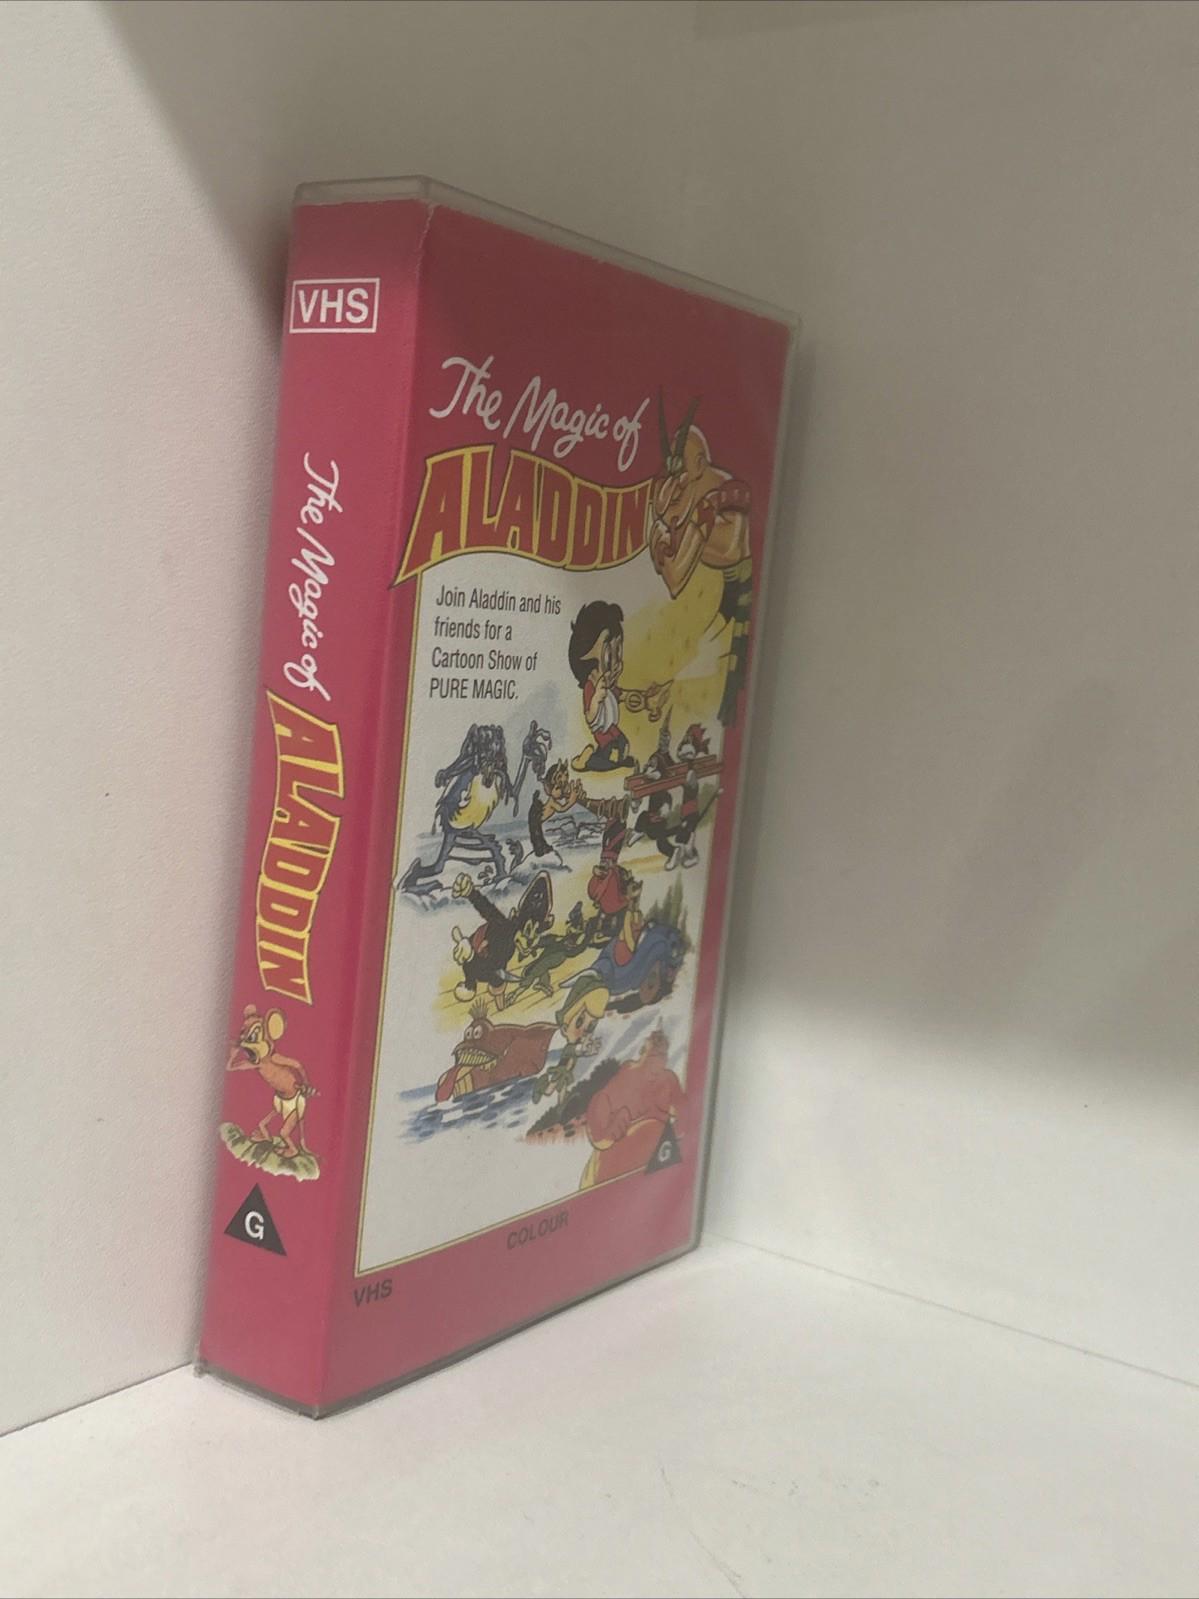 VHS
The Magic of
ALADDIN
G
The Magic of
ALADDIN
Join Aladdin and his
friends for a
Cartoon Show of
PURE MAGIC.
G
COLOUR
VHS